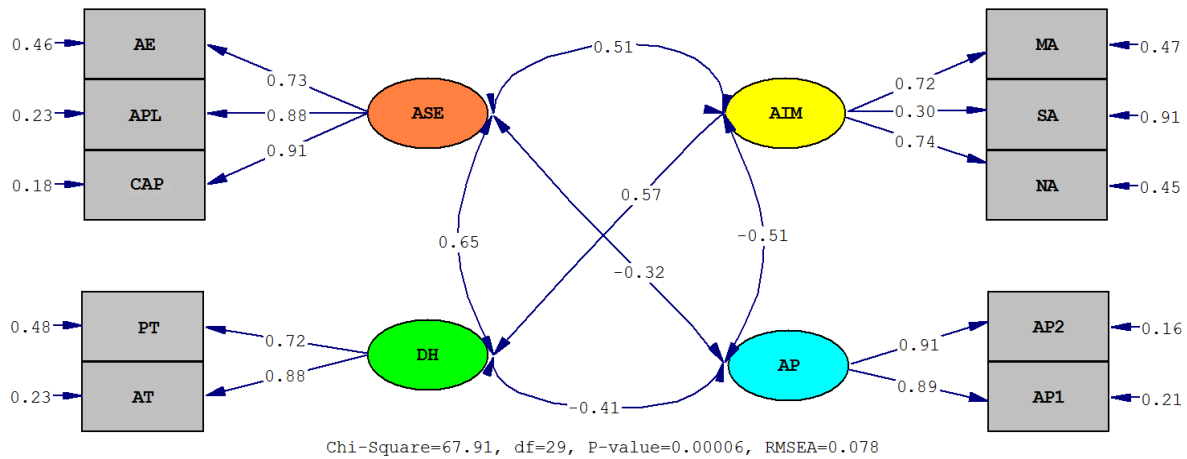 0.46 AE
0.23 APL
0.18 CAP
0.73
0.88
0.91
ASE
0.51
AIM
0.72
0.30
0.74
MA 0.47
SA 0.91
NA 0.45
0.57
0.65
-0.51
-0.32
0.48 PT
0.23 AT
0.72
0.88
DH
-0.41
AP
0.91
0.89
AP2 0.16
AP1 0.21
Chi-Square=67.91, df=29, P-value=0.00006, RMSEA=0.078